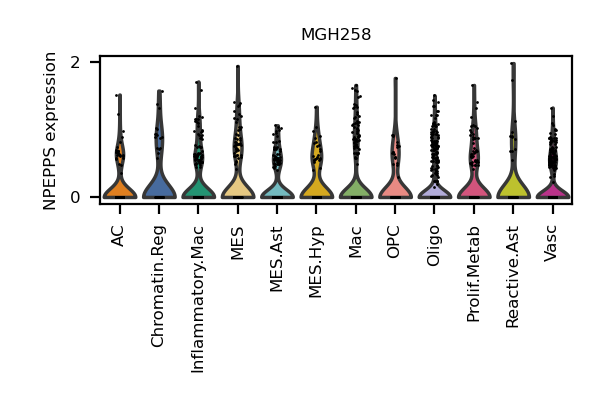 MGH258
NPEPPS expression
2
0
AC
Chromatin.Reg
Inflammatory.Mac
MES
MES.Ast
MES.Hyp
Mac
OPC
Oligo
Prolif.Metab
Reactive.Ast
Vasc